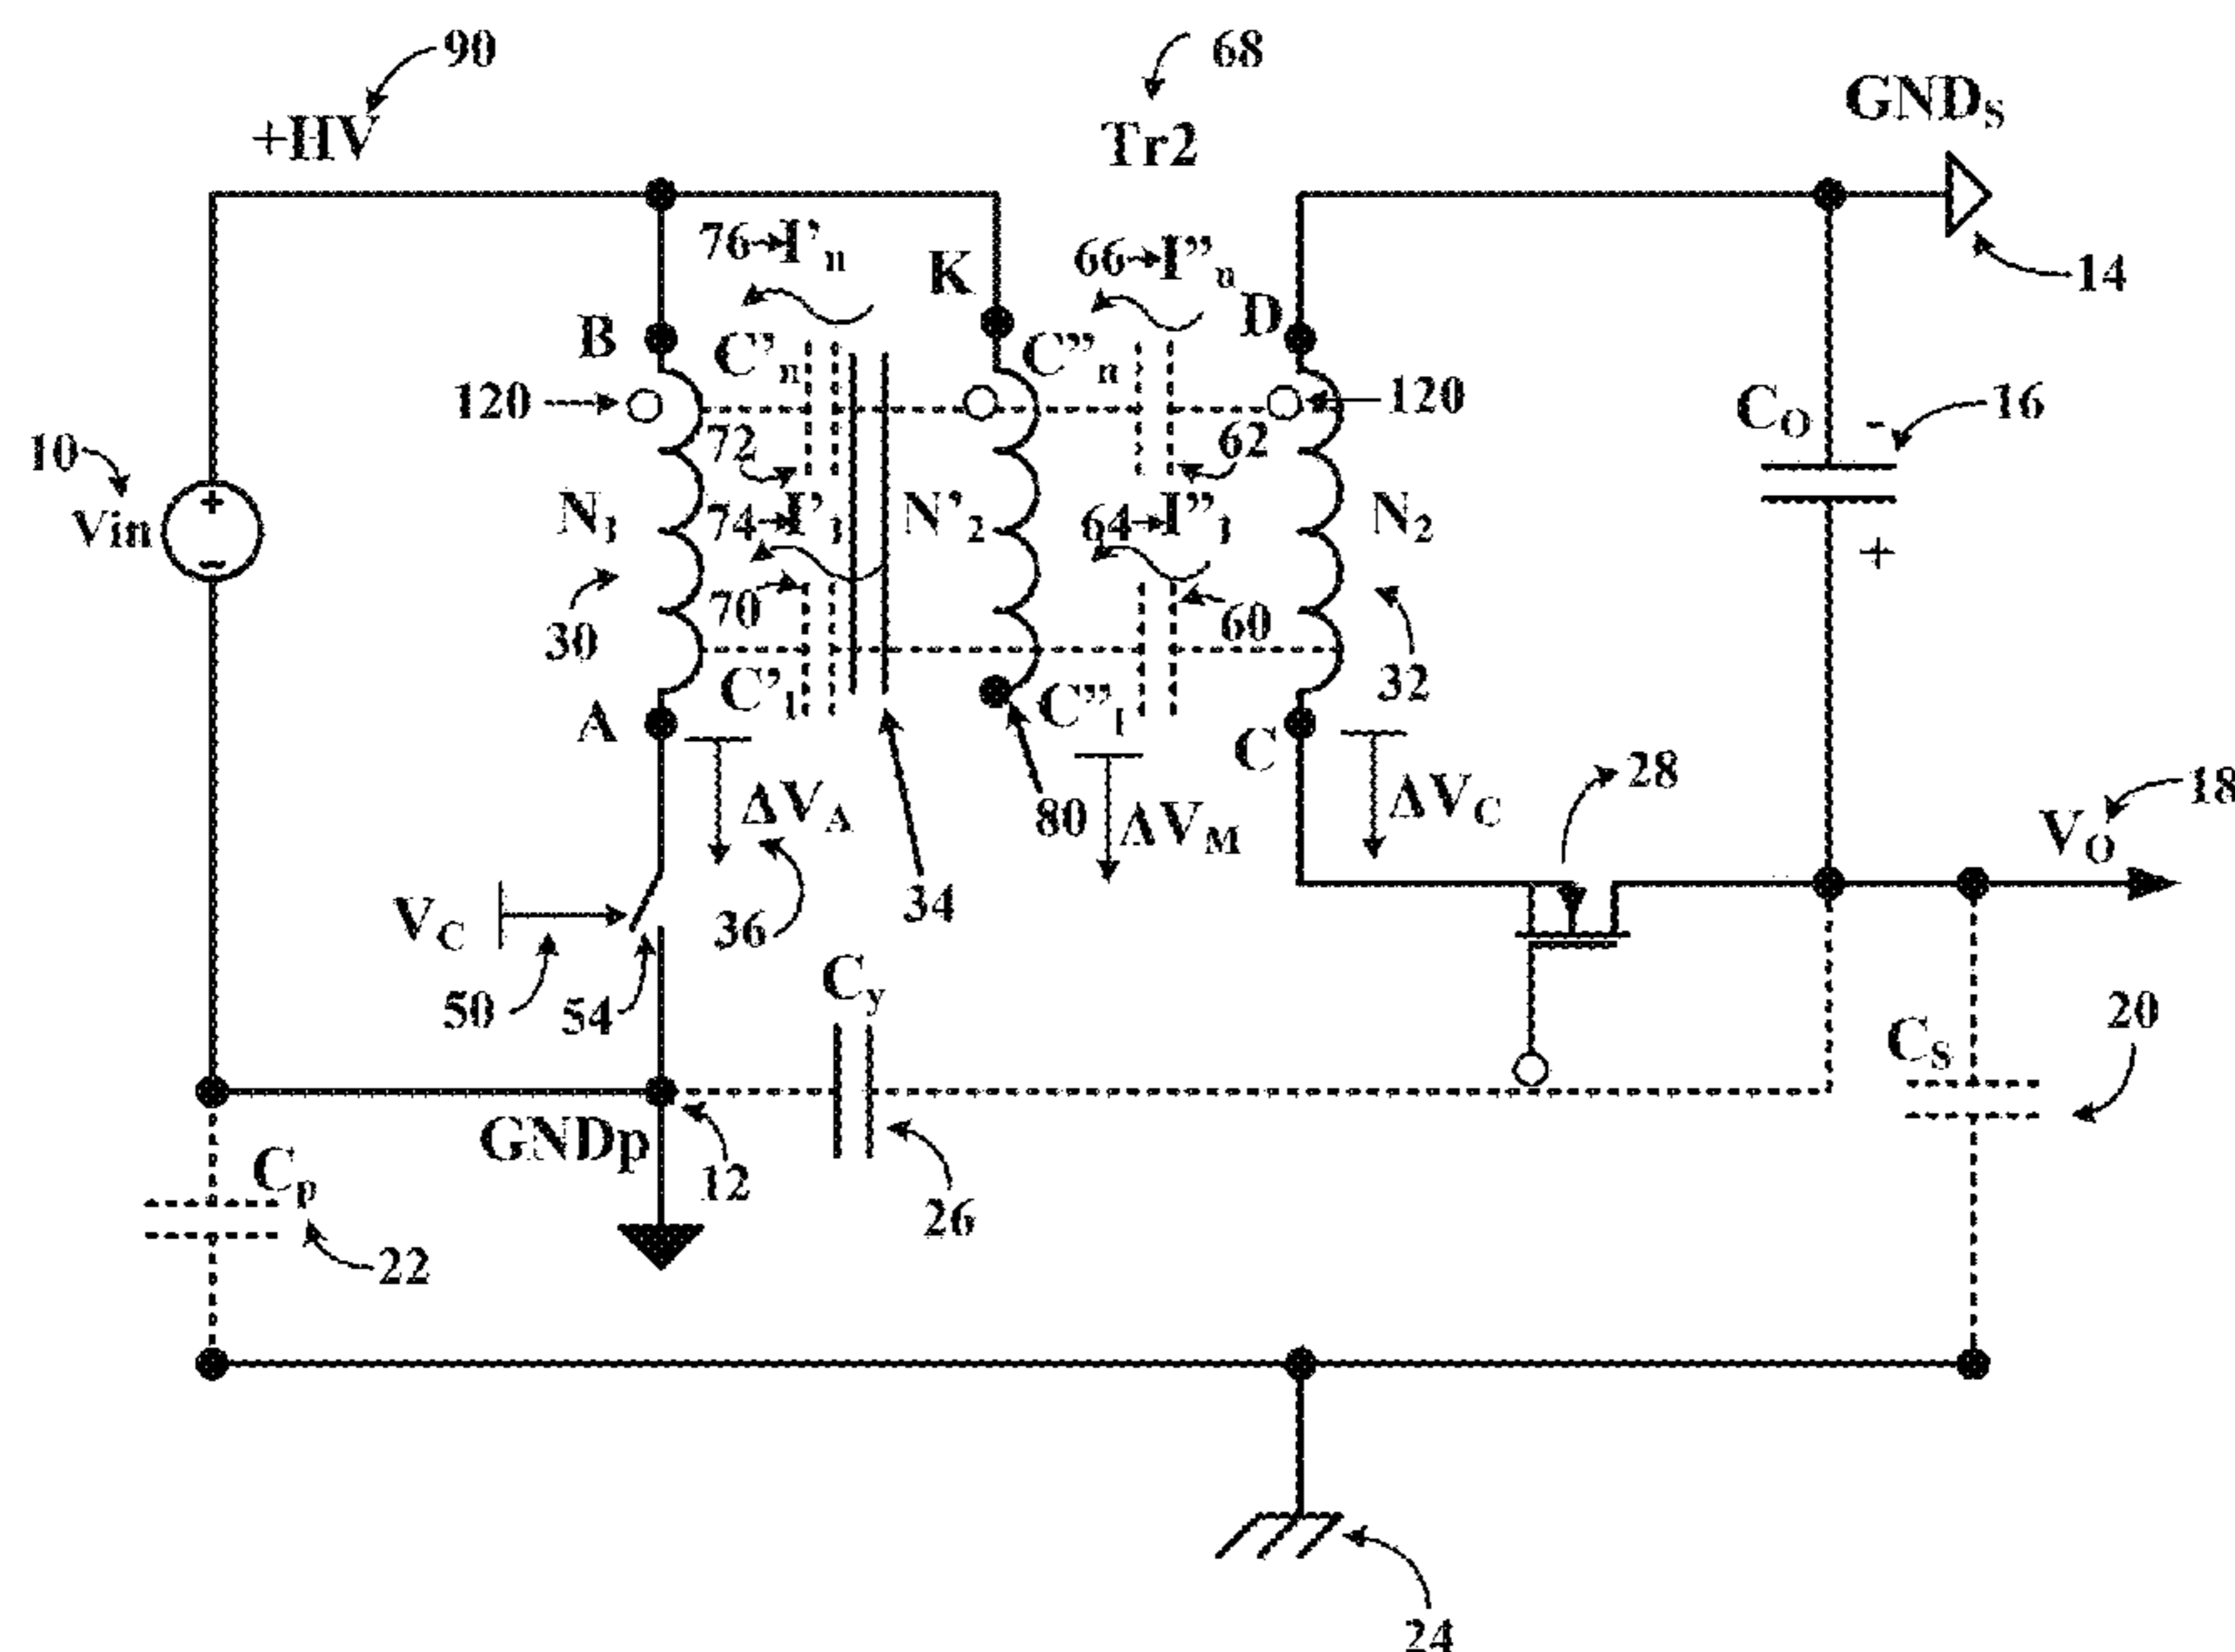 90
68
+HV
Tr2
GNDS
76 I'n
K
66 I"n
D
14
B
C'n
C"n
120
120
CO
-
16
10
72
62
+
Vin
N1
74 I'1
N'2
64 I"1
N2
+
-
30
70
60
32
C'1
C"1
A
C
28
ΔVA
80
ΔVM
ΔVC
18
VO
VC
36
34
50
54
Cy
CS
20
GNDp
12
Cp
26
22
24